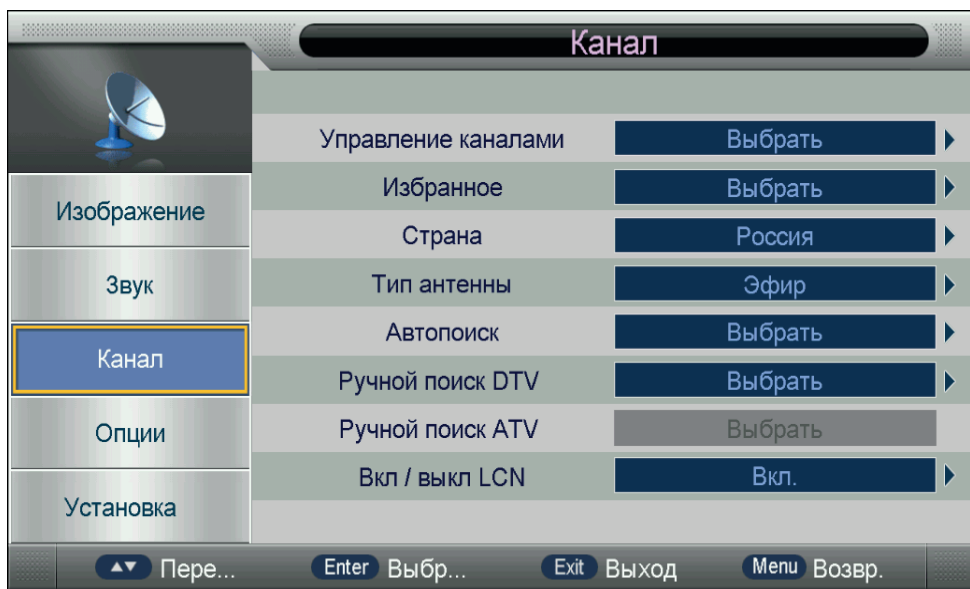 Канал
Изображение
Звук
Канал
Опции
Установка
Управление каналами Выбрать
Избранное Выбрать
Страна Россия
Тип антенны Эфир
Автопоиск Выбрать
Ручной поиск DTV Выбрать
Ручной поиск ATV Выбрать
Вкл / выкл LCN Вкл.
Пере... Enter Выбр... Exit Выход Menu Возвр.